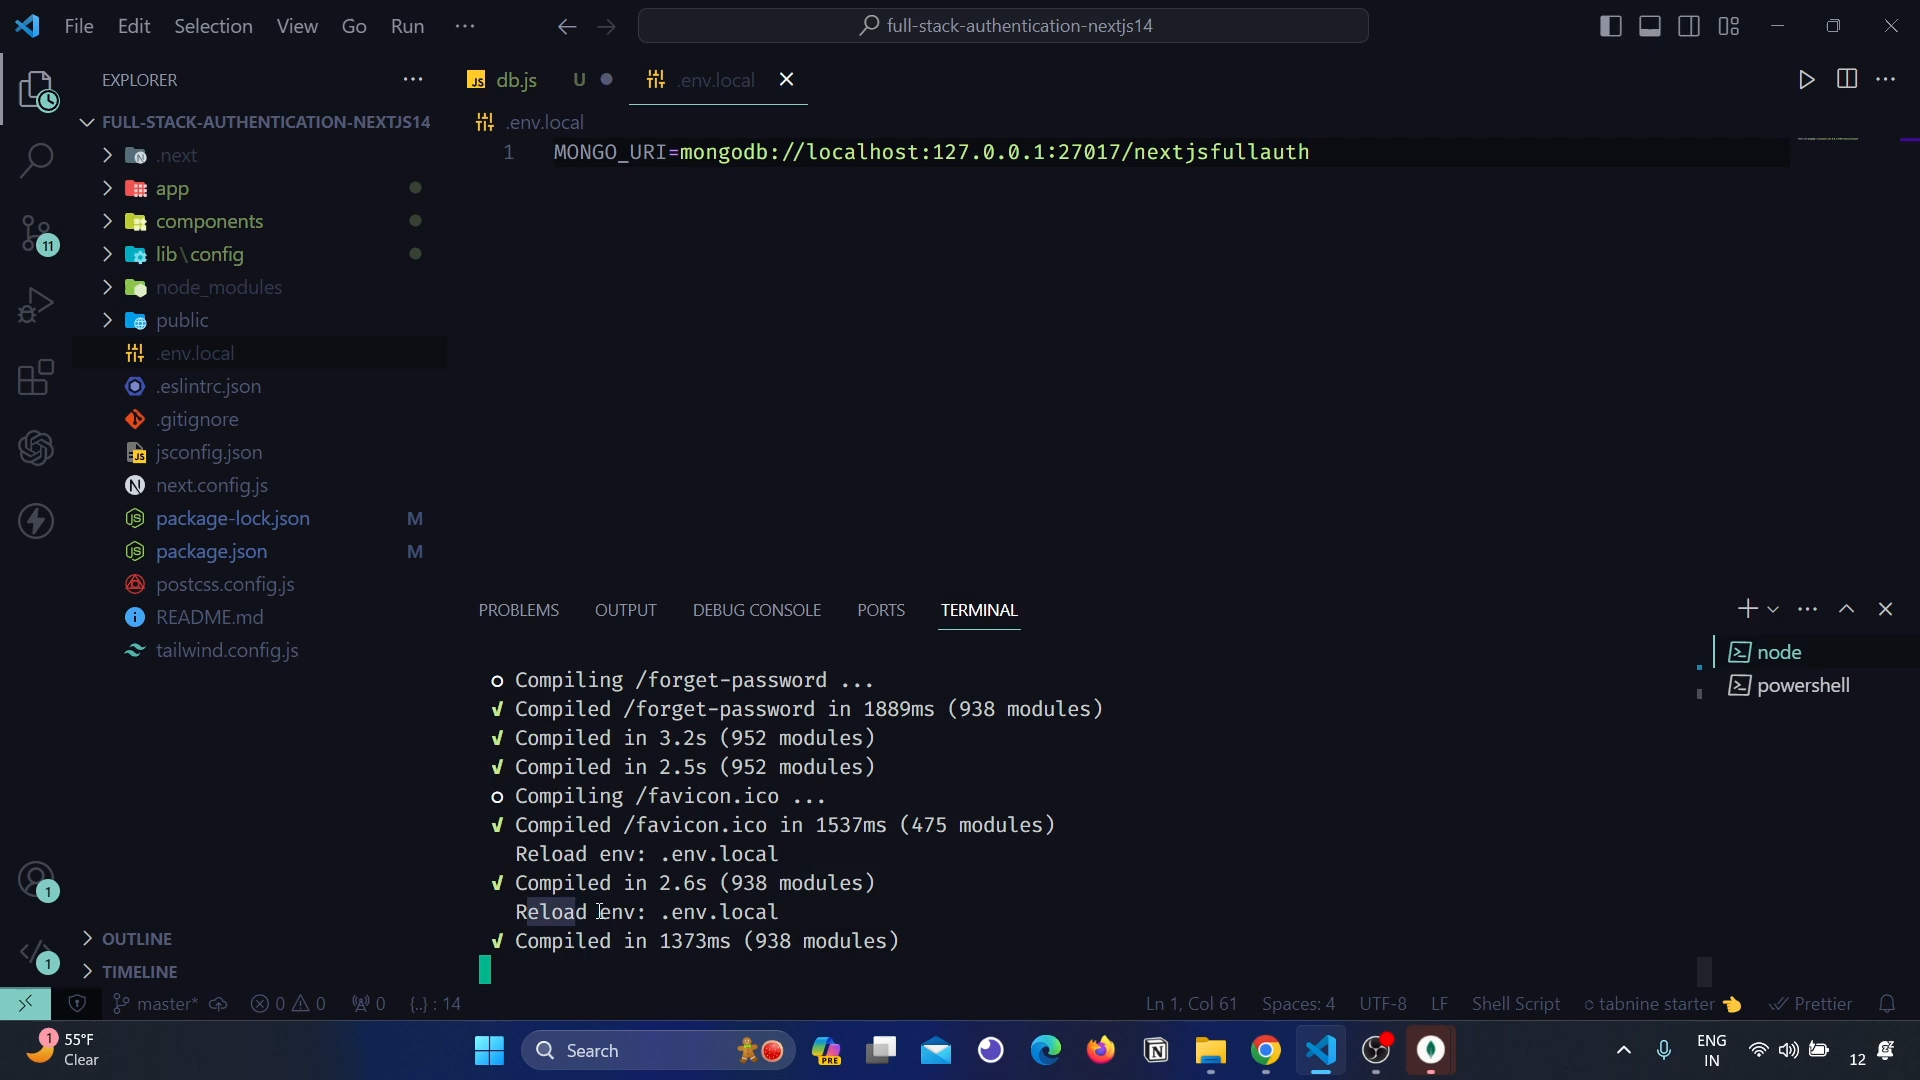 File Edit Selection View Go Run ...
full-stack-authentication-nextjs14
EXPLORER
FULL-STACK-AUTHENTICATION-NEXTJS14
.next
app
components
lib\config
node_modules
public
.env.local
.eslintrc.json
.gitignore
jsconfig.json
next.config.js
package-lock.json M
package.json M
postcss.config.js
README.md
tailwind.config.js
OUTLINE
TIMELINE
11
1
1
JS db.js U
.env.local
.env.local
1 MONGO_URI=mongodb://localhost:127.0.0.1:27017/nextjsfullauth
PROBLEMS OUTPUT DEBUG CONSOLE PORTS TERMINAL
node
powershell
○ Compiling /forget-password ...
√ Compiled /forget-password in 1889ms (938 modules)
√ Compiled in 3.2s (952 modules)
√ Compiled in 2.5s (952 modules)
○ Compiling /favicon.ico ...
√ Compiled /favicon.ico in 1537ms (475 modules)
Reload env: .env.local
√ Compiled in 2.6s (938 modules)
Reload env: .env.local
√ Compiled in 1373ms (938 modules)
master* 0 0 0 {..} : 14
Ln 1, Col 61 Spaces: 4 UTF-8 LF Shell Script tabnine starter Prettier
1 55°F
Clear
Search
PRE
ENG
IN
12